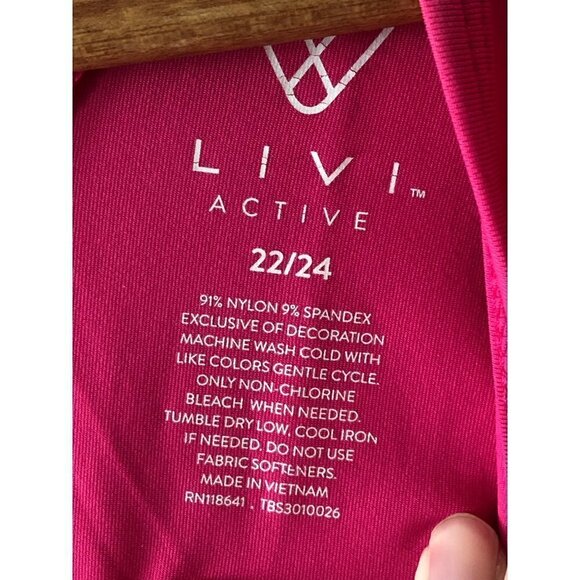 LIVI™
ACTIVE
22/24
91% NYLON 9% SPANDEX
EXCLUSIVE OF DECORATION
MACHINE WASH COLD WITH
LIKE COLORS GENTLE CYCLE.
ONLY NON-CHLORINE
BLEACH WHEN NEEDED.
TUMBLE DRY LOW, COOL IRON
IF NEEDED. DO NOT USE
FABRIC SOFTENERS.
MADE IN VIETNAM
RN118641 , TBS3010026